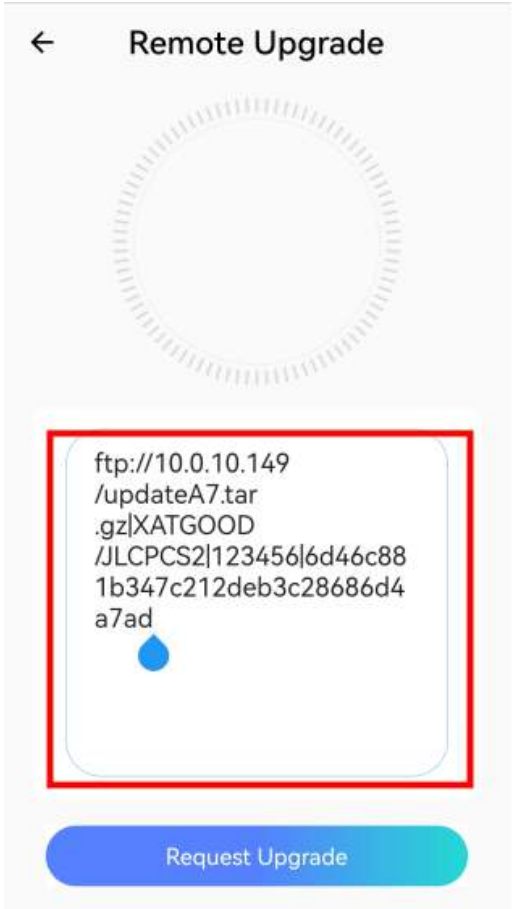 Remote Upgrade
ftp://10.0.10.149
/updateA7.tar
.gz|XATGOOD
/JLCPCS2|123456|6d46c88
1b347c212deb3c28686d4
a7ad
Request Upgrade